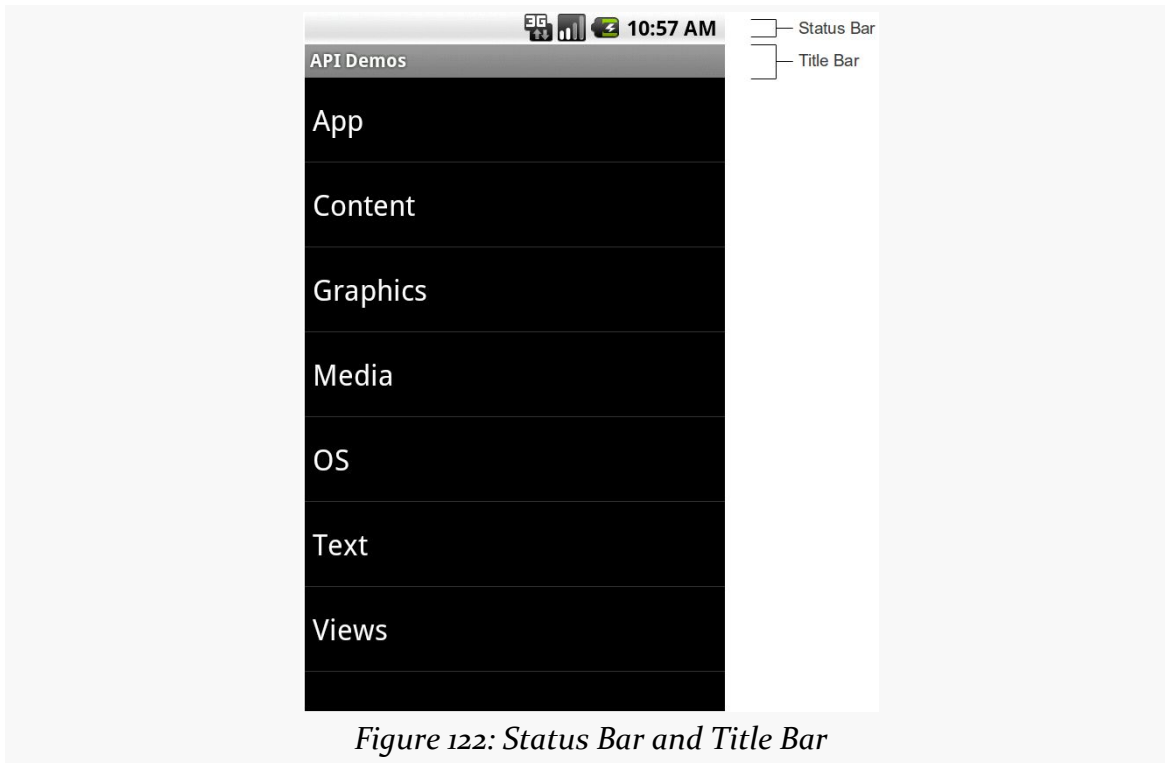 3G 10:57 AM
Status Bar
API Demos
Title Bar
App
Content
Graphics
Media
OS
Text
Views
Figure 122: Status Bar and Title Bar